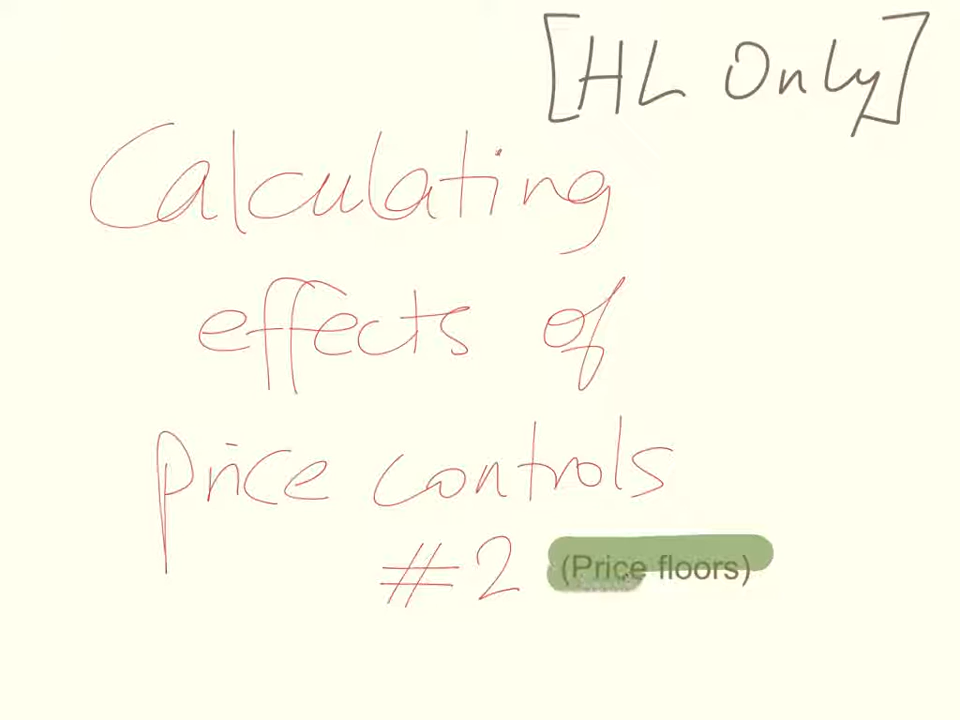 [HL Only]
Calculating
effects of
price controls
#2 (Price floors)